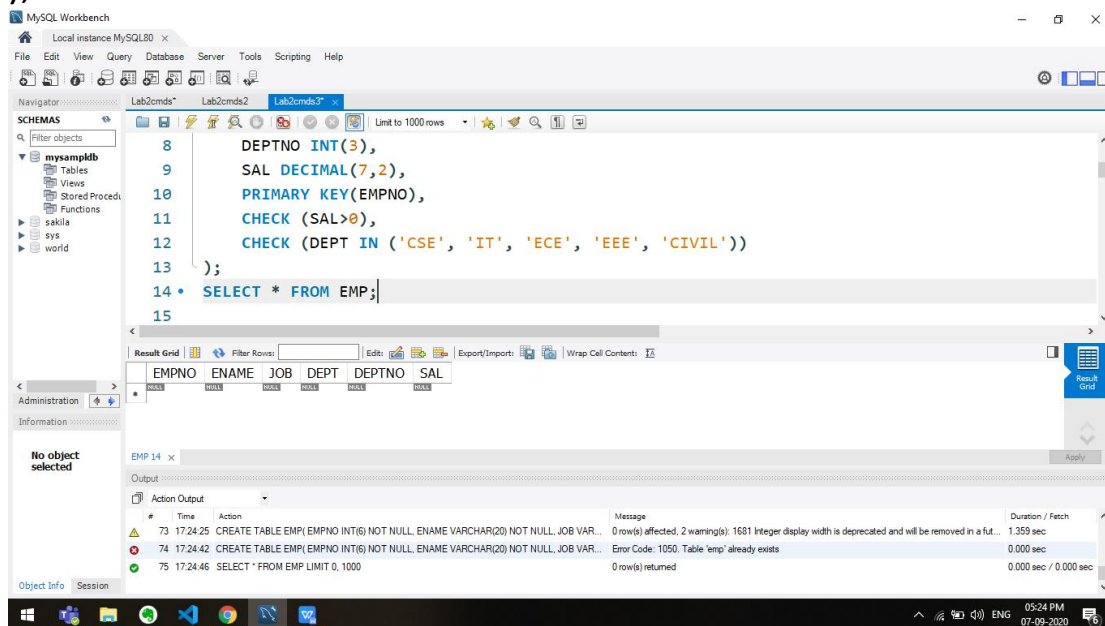 );
MySQL Workbench
Local instance MySQL80 ×
File Edit View Query Database Server Tools Scripting Help
Navigator
Lab2cmds* Lab2cmds2 Lab2cmds3* ×
SCHEMAS
Limit to 1000 rows
Filter objects
mysampldb
Tables
Views
Stored Procedu
Functions
sakila
sys
world
8 DEPTNO INT(3),
9 SAL DECIMAL(7,2),
10 PRIMARY KEY(EMPNO),
11 CHECK (SAL>0),
12 CHECK (DEPT IN ('CSE', 'IT', 'ECE', 'EEE', 'CIVIL'))
13 );
14 SELECT * FROM EMP;
15
Result Grid Filter Rows: Edit: Export/Import: Wrap Cell Content:
EMPNO ENAME JOB DEPT DEPTNO SAL
NULL NULL NULL NULL NULL NULL
Result
Grid
Administration
Information
No object
selected
EMP 14 ×
Apply
Output
Action Output
# Time Action Message Duration / Fetch
73 17:24:25 CREATE TABLE EMP( EMPNO INT(6) NOT NULL, ENAME VARCHAR(20) NOT NULL, JOB VAR... 0 row(s) affected, 2 warning(s): 1681 Integer display width is deprecated and will be removed in a fut... 1.359 sec
74 17:24:42 CREATE TABLE EMP( EMPNO INT(6) NOT NULL, ENAME VARCHAR(20) NOT NULL, JOB VAR... Error Code: 1050. Table 'emp' already exists 0.000 sec
75 17:24:46 SELECT * FROM EMP LIMIT 0, 1000 0 row(s) returned 0.000 sec / 0.000 sec
Object Info Session
ENG 05:24 PM
07-09-2020
6